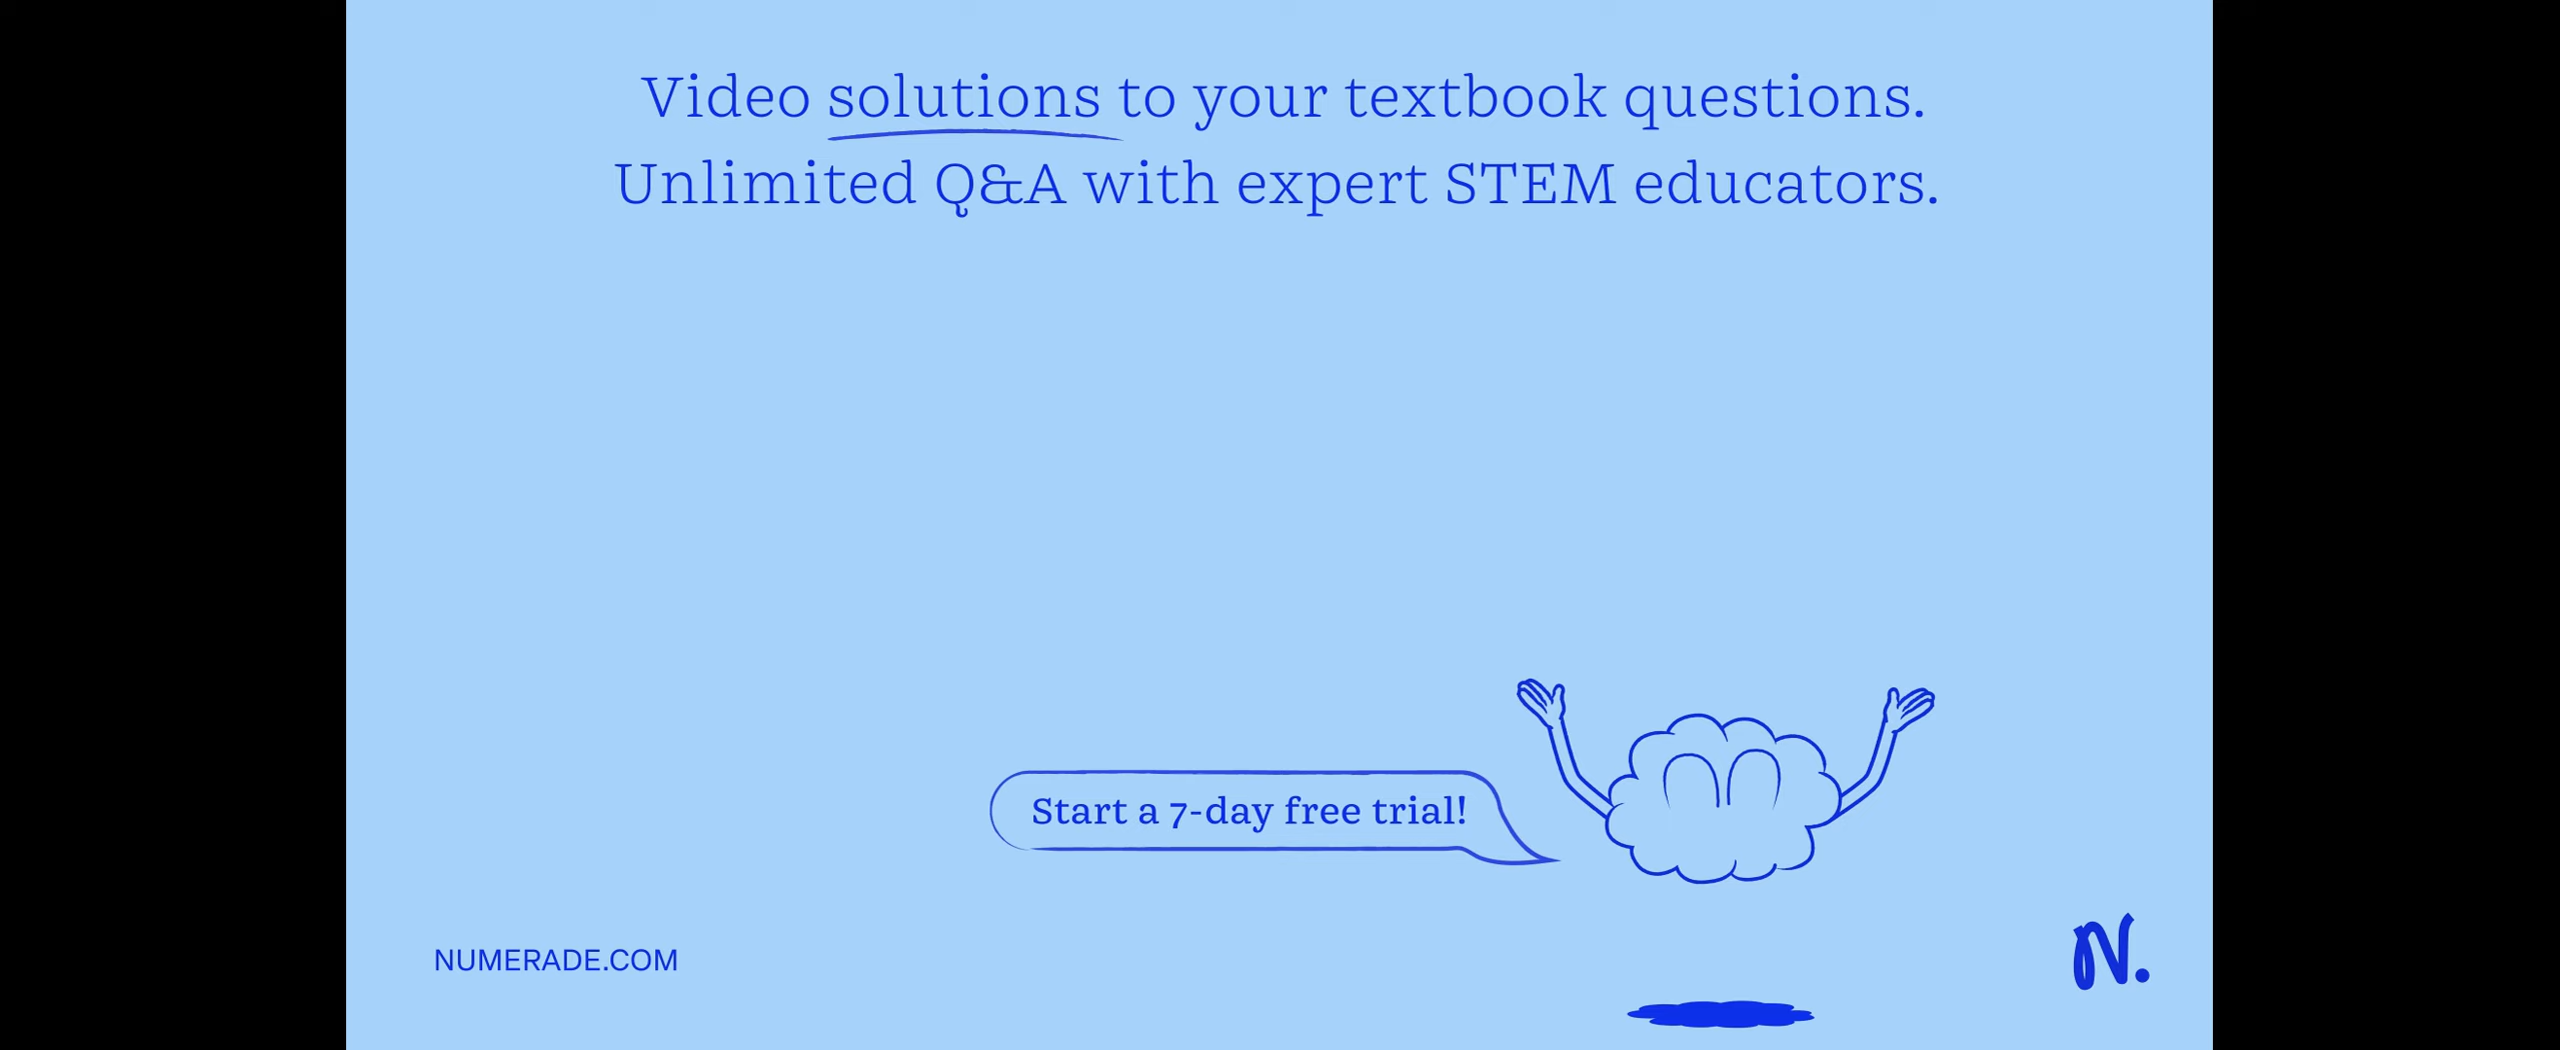 Video solutions to your textbook questions.
Unlimited Q&A with expert STEM educators.
Start a 7-day free trial!
NUMERADE.COM
N.